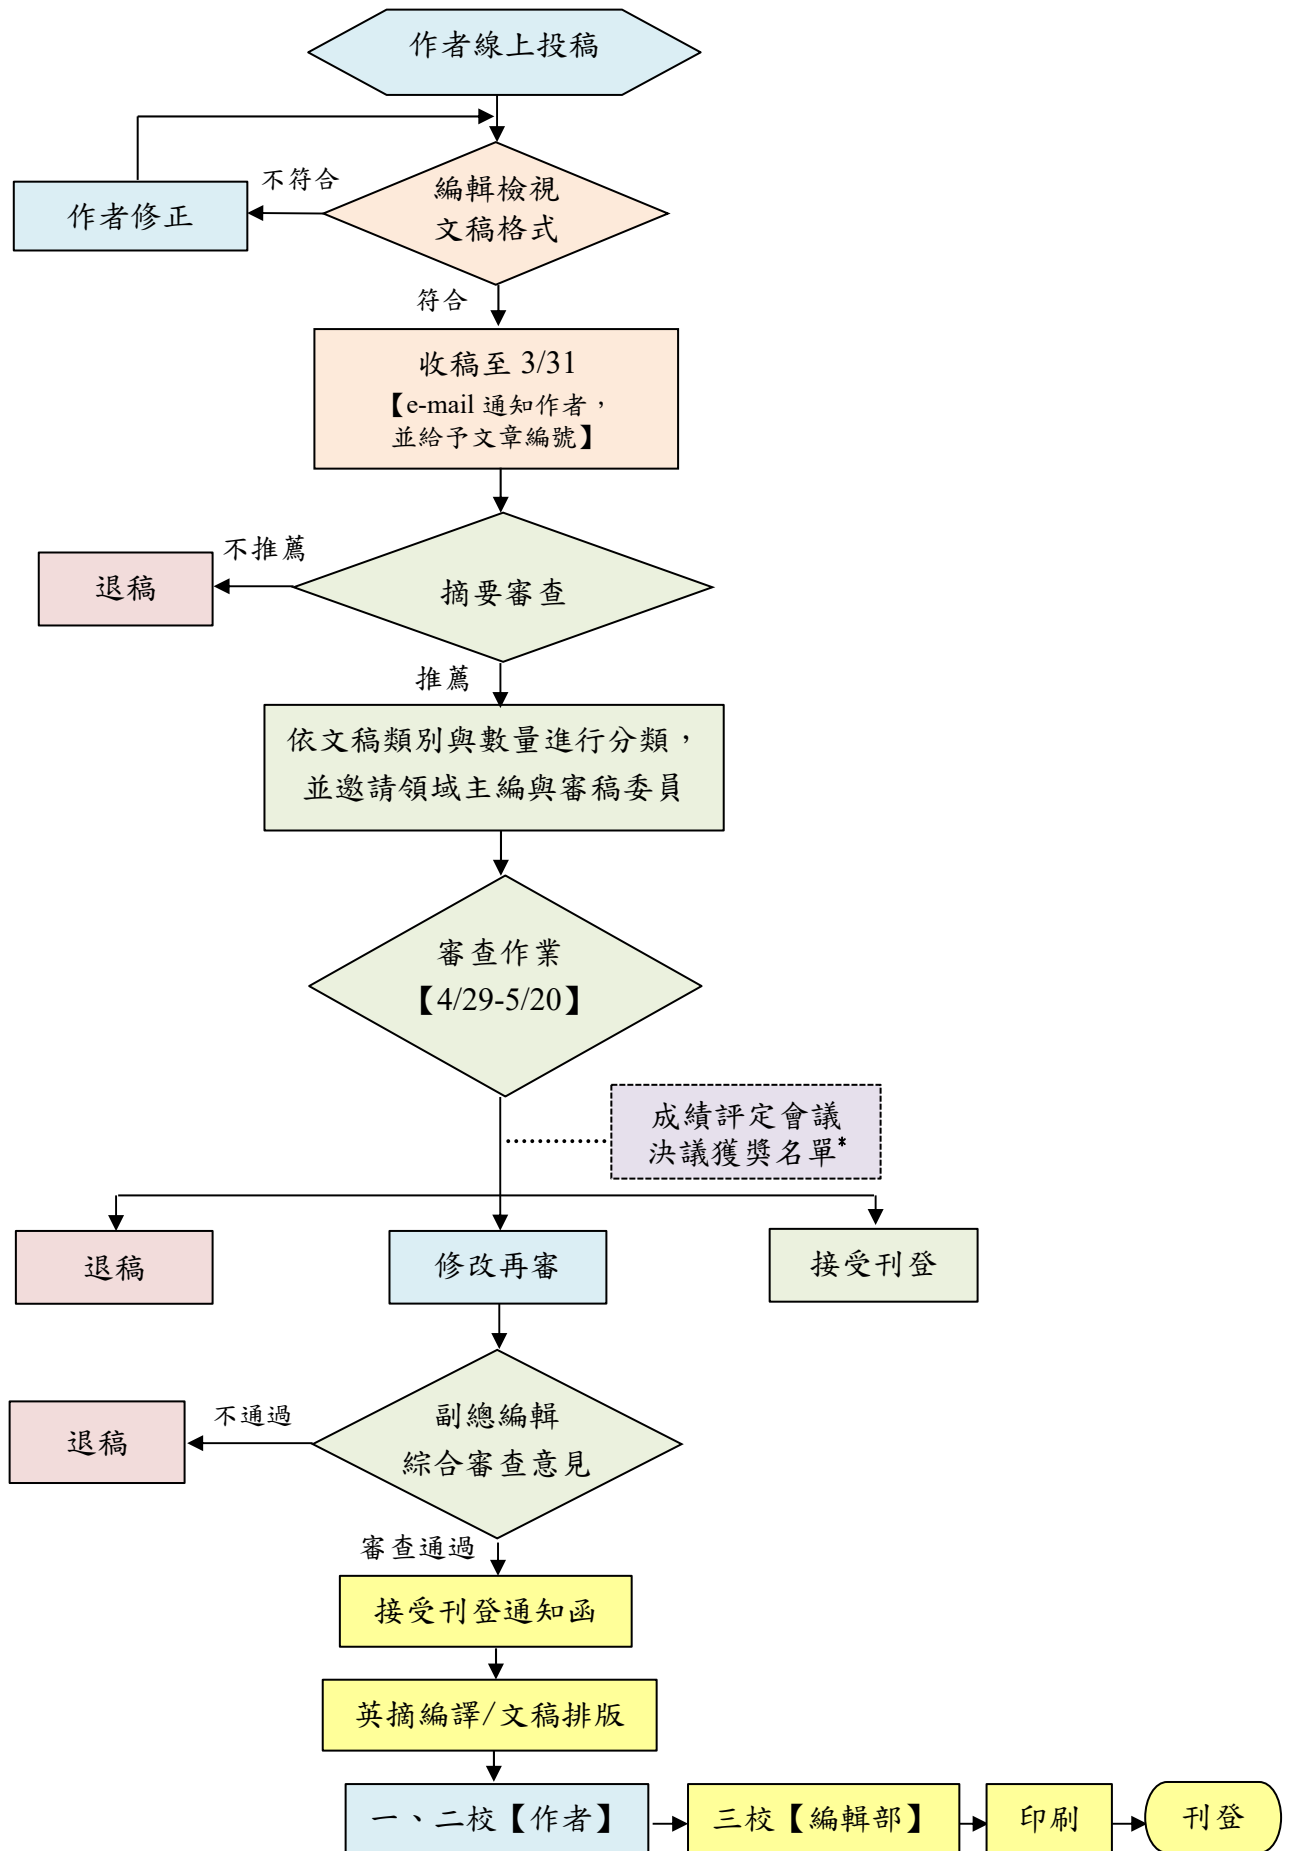 作者線上投稿
不符合
作者修正
編輯檢視
文稿格式
符合
收稿至 3/31
【e-mail 通知作者，
並給予文章編號】
不推薦
退稿
摘要審查
推薦
依文稿類別與數量進行分類，
並邀請領域主編與審稿委員
審查作業
【4/29-5/20】
成績評定會議
決議獲獎名單*
退稿
修改再審
接受刊登
不通過
退稿
副總編輯
綜合審查意見
審查通過
接受刊登通知函
英摘編譯/文稿排版
一、二校【作者】
三校【編輯部】
印刷
刊登